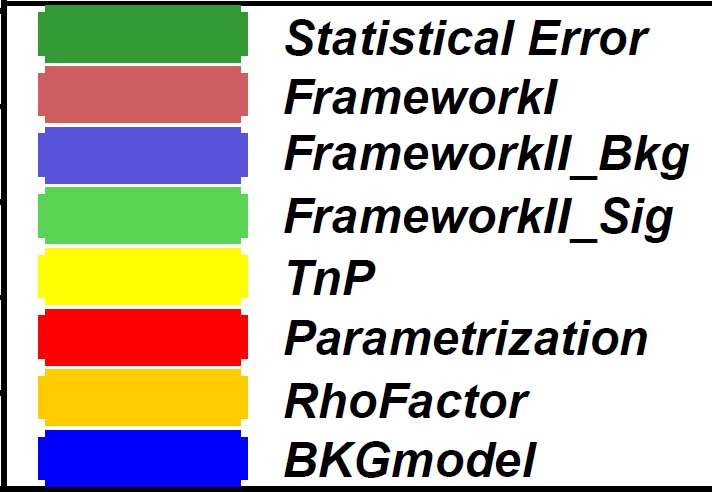 Statistical Error
FrameworkI
FrameworkII_Bkg
FrameworkII_Sig
TnP
Parametrization
RhoFactor
BKGmodel